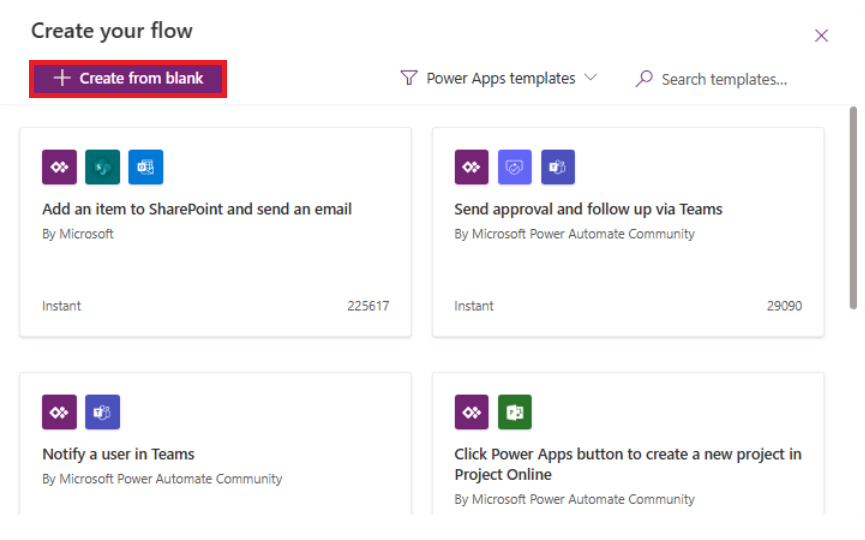 Create your flow
Create from blank
Power Apps templates
Search templates...
Add an item to SharePoint and send an email
By Microsoft
Instant
225617
Send approval and follow up via Teams
By Microsoft Power Automate Community
Instant
29090
Notify a user in Teams
By Microsoft Power Automate Community
Click Power Apps button to create a new project in
Project Online
By Microsoft Power Automate Community